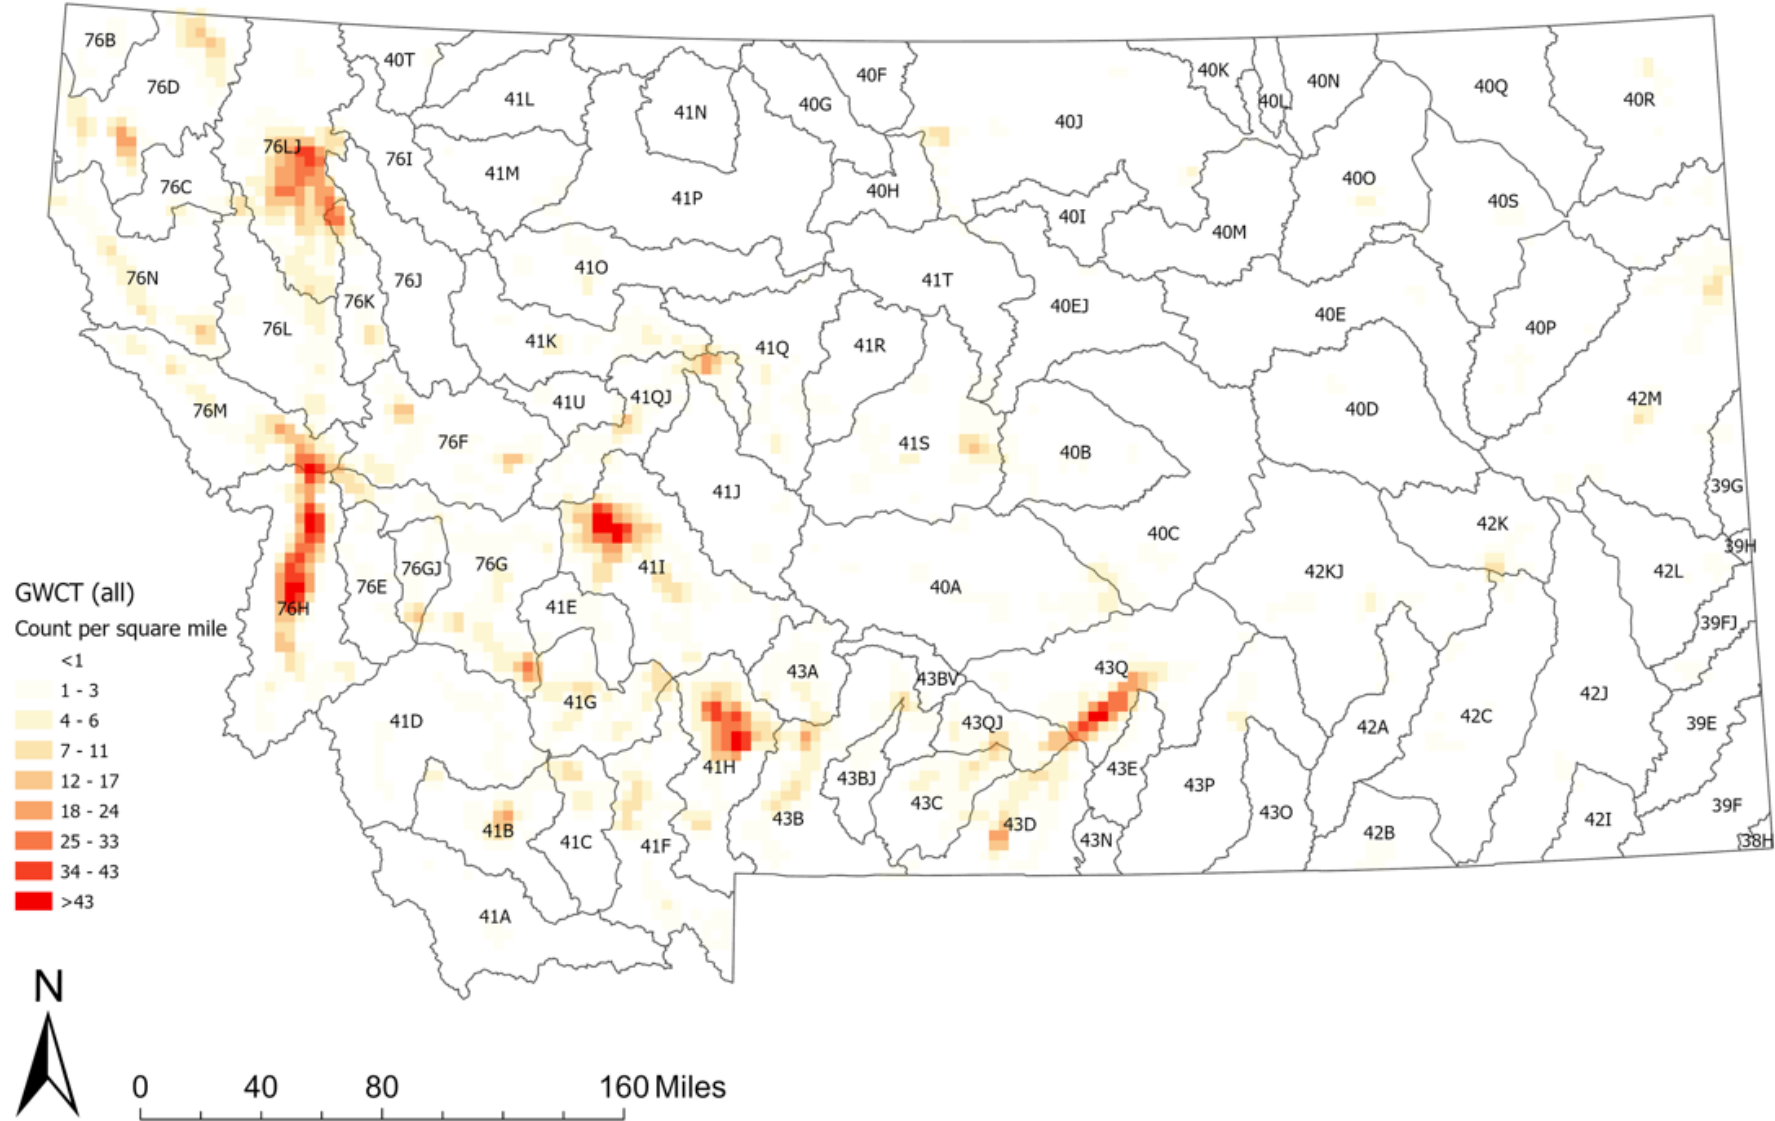 76B
76D
40T
41L
41N
40G
40F
40J
40K
40L
40N
40Q
40R
76LJ
76I
41M
76C
41P
40H
40I
40M
40O
40S
76N
76L
76K
76J
41O
41K
41Q
41R
41T
40EJ
40E
40P
76M
76F
41U
41QJ
41S
40B
40D
42M
41J
40C
42K
39G
39H
76H
76E
76GJ
76G
41E
41I
40A
42KJ
42L
39FJ
41D
41G
43A
43BV
43Q
43QJ
42A
42C
42J
39E
41B
41C
41F
41H
43B
43BJ
43C
43D
43E
43N
43P
43O
42B
42I
39F
38H
41A
GWCT (all)
Count per square mile
<1
1 - 3
4 - 6
7 - 11
12 - 17
18 - 24
25 - 33
34 - 43
>43
N
0 40 80 160 Miles